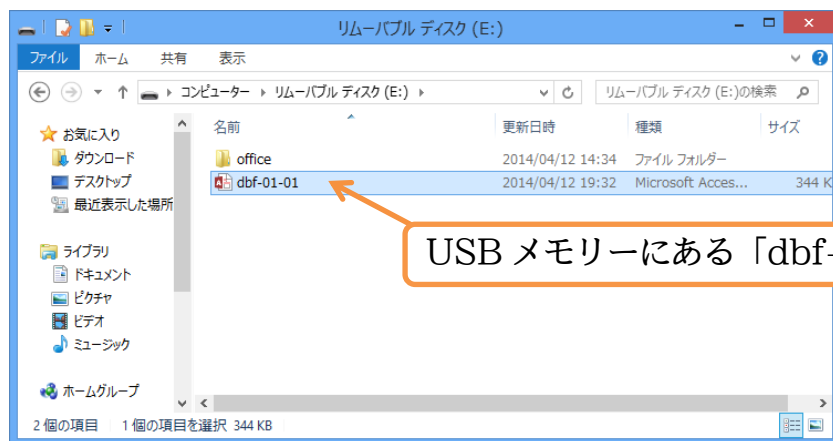 リムーバブル ディスク (E:)
ファイル ホーム 共有 表示
コンピューター リムーバブル ディスク (E:) リムーバブル ディスク (E:)の検索
名前 更新日時 種類 サイズ
お気に入り
ダウンロード
デスクトップ
最近表示した場所
office 2014/04/12 14:34 ファイル フォルダー
dbf-01-01 2014/04/12 19:32 Microsoft Acces... 344 K
USB メモリーにある「dbf-
ライブラリ
ドキュメント
ピクチャ
ビデオ
ミュージック
ホームグループ
2 個の項目 1 個の項目を選択 344 KB